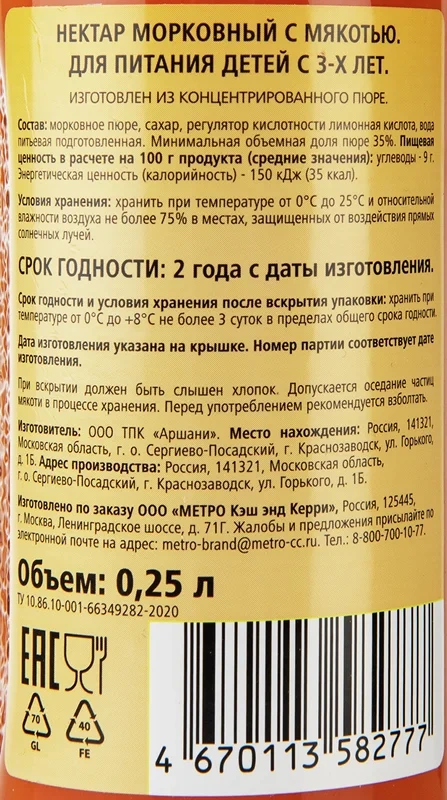 НЕКТАР МОРКОВНЫЙ С МЯКОТЬЮ.
ДЛЯ ПИТАНИЯ ДЕТЕЙ С 3-Х ЛЕТ.
ИЗГОТОВЛЕН ИЗ КОНЦЕНТРИРОВАННОГО ПЮРЕ.
Состав: морковное пюре, сахар, регулятор кислотности лимонная кислота, вода
питьевая подготовленная. Минимальная объемная доля пюре 35%. Пищевая
ценность в расчете на 100 г продукта (средние значения): углеводы - 9 г.
Энергетическая ценность (калорийность) - 150 кДж (35 ккал).
Условия хранения: хранить при температуре от 0°С до 25°С и относительной
влажности воздуха не более 75% в местах, защищенных от воздействия прямых
солнечных лучей.
СРОК ГОДНОСТИ: 2 года с даты изготовления.
Срок годности и условия хранения после вскрытия упаковки: хранить при
температуре от 0°С до +8°С не более 3 суток в пределах общего срока годности.
Дата изготовления указана на крышке. Номер партии соответствует дате
изготовления.
При вскрытии должен быть слышен хлопок. Допускается оседание частиц
мякоти в процессе хранения. Перед употреблением рекомендуется взболтать.
Изготовитель: ООО ТПК «Аршани». Место нахождения: Россия, 141321,
Московская область, г. о. Сергиево-Посадский, г. Краснозаводск, ул. Горького,
д. 1Б. Адрес производства: Россия, 141321, Московская область,
г. о. Сергиево-Посадский, г. Краснозаводск, ул. Горького, д. 1Б.
Изготовлено по заказу ООО «МЕТРО Кэш энд Керри», Россия, 125445,
г. Москва, Ленинградское шоссе, д. 71Г. Жалобы и предложения присылайте по
электронной почте на адрес: metro-brand@metro-cc.ru. Тел.: 8-800-700-10-77.
Объем: 0,25 л
ТУ 10.86.10-001-66349282-2020
EAC
70
GL
40
FE
4 670113 582777